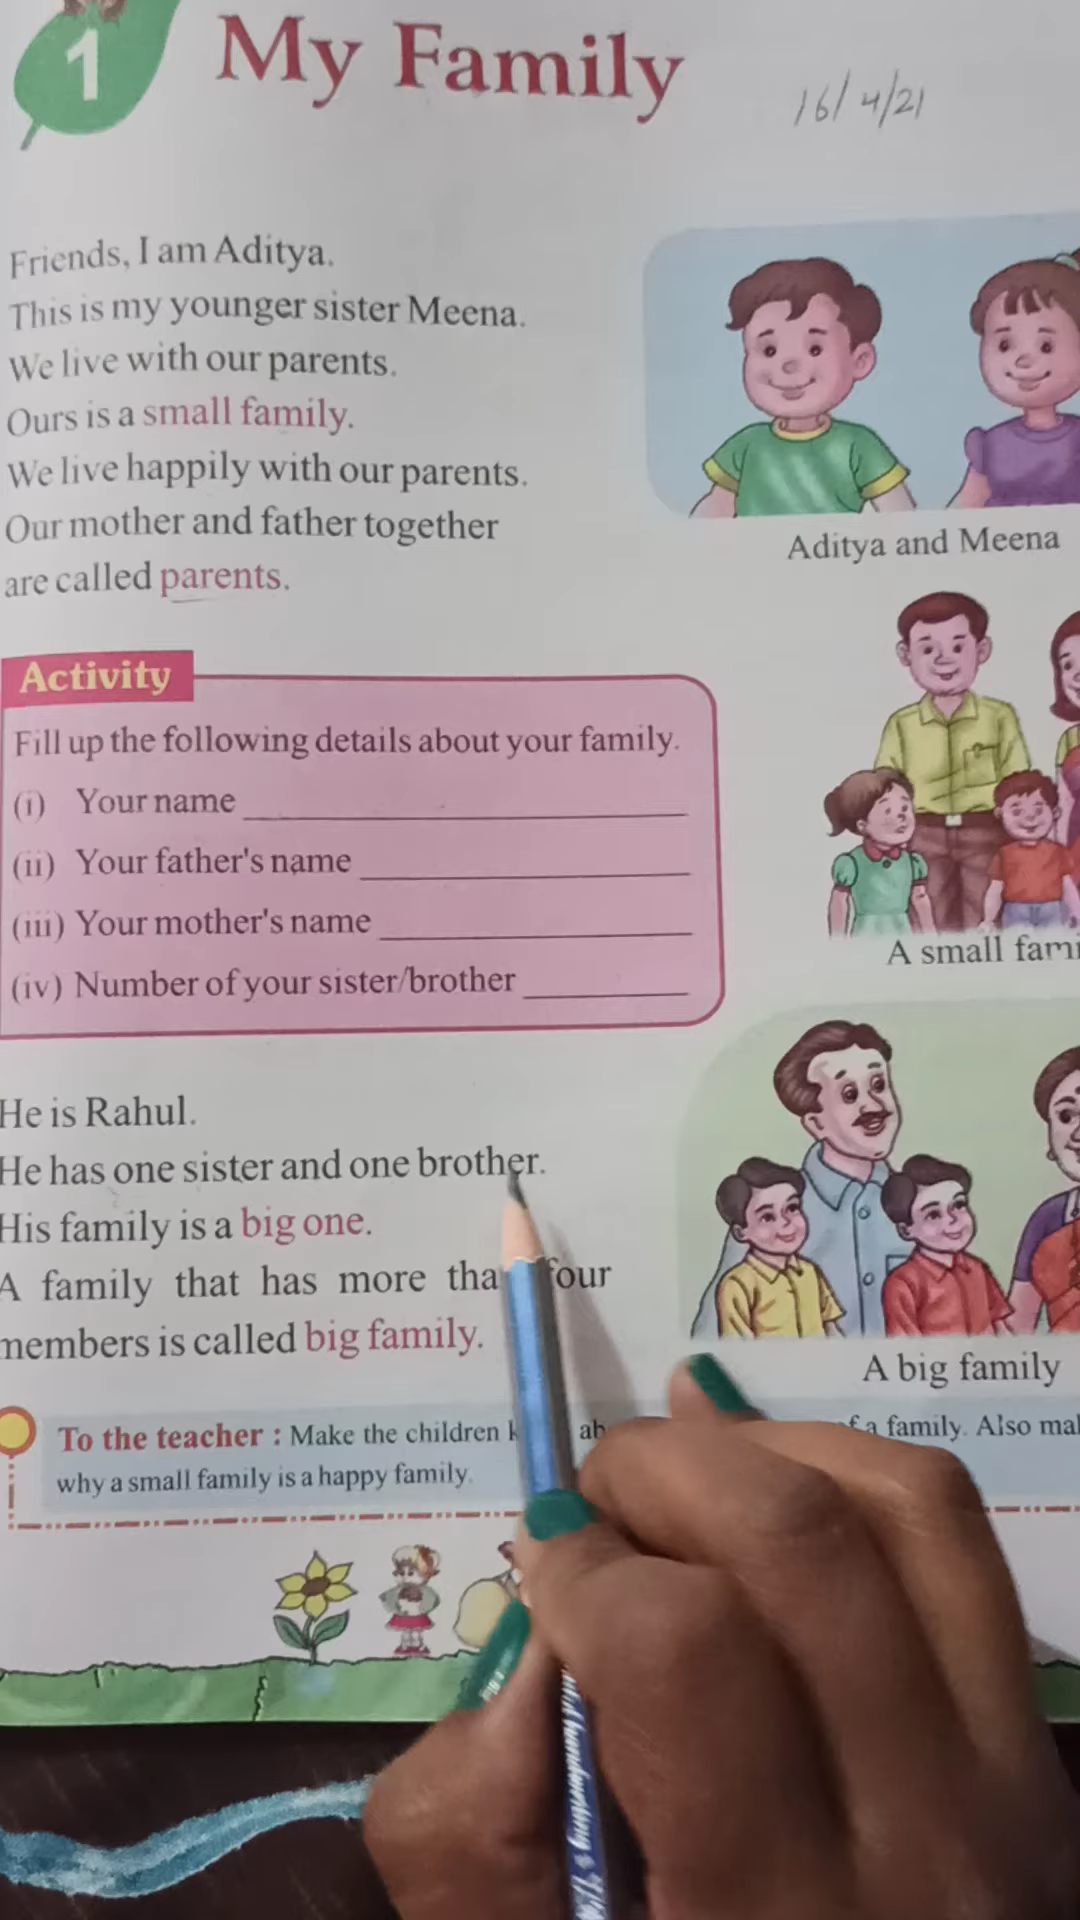 1
My Family
16/4/21
Friends, I am Aditya.
This is my younger sister Meena.
We live with our parents.
Ours is a small family.
We live happily with our parents.
Our mother and father together
are called parents.
Aditya and Meena
Activity
Fill up the following details about your family.
(i) Your name
(ii) Your father's name
(iii) Your mother's name
(iv) Number of your sister/brother
A small fami
He is Rahul.
He has one sister and one brother.
His family is a big one.
A family that has more tha four
members is called big family.
A big family
To the teacher : Make the children k ab f a family. Also mak
why a small family is a happy family.